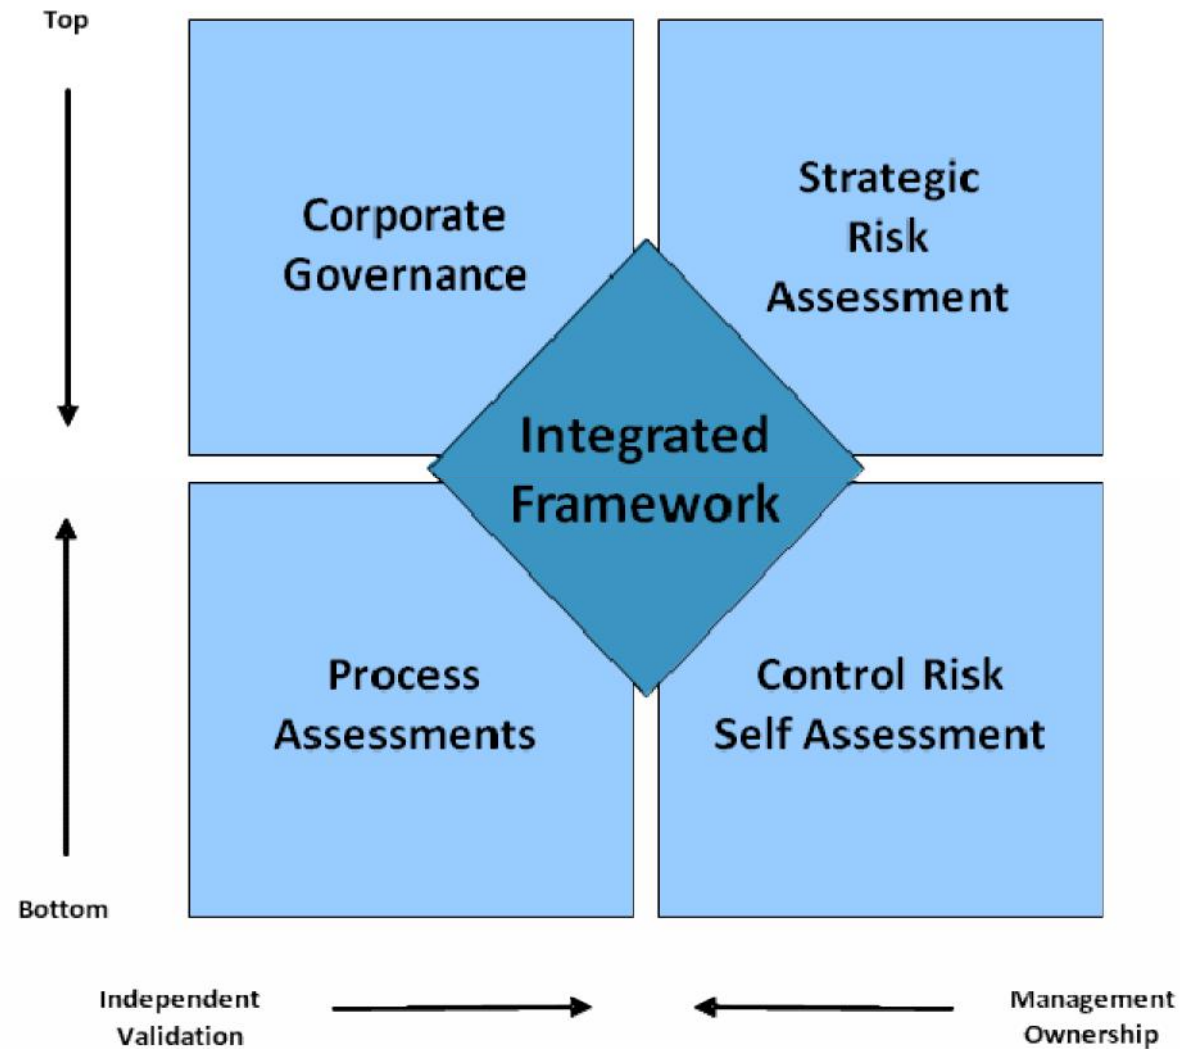 Top
Corporate
Governance
Strategic
Risk
Assessment
Integrated
Framework
Process
Assessments
Control Risk
Self Assessment
Bottom
Independent
Validation
Management
Ownership